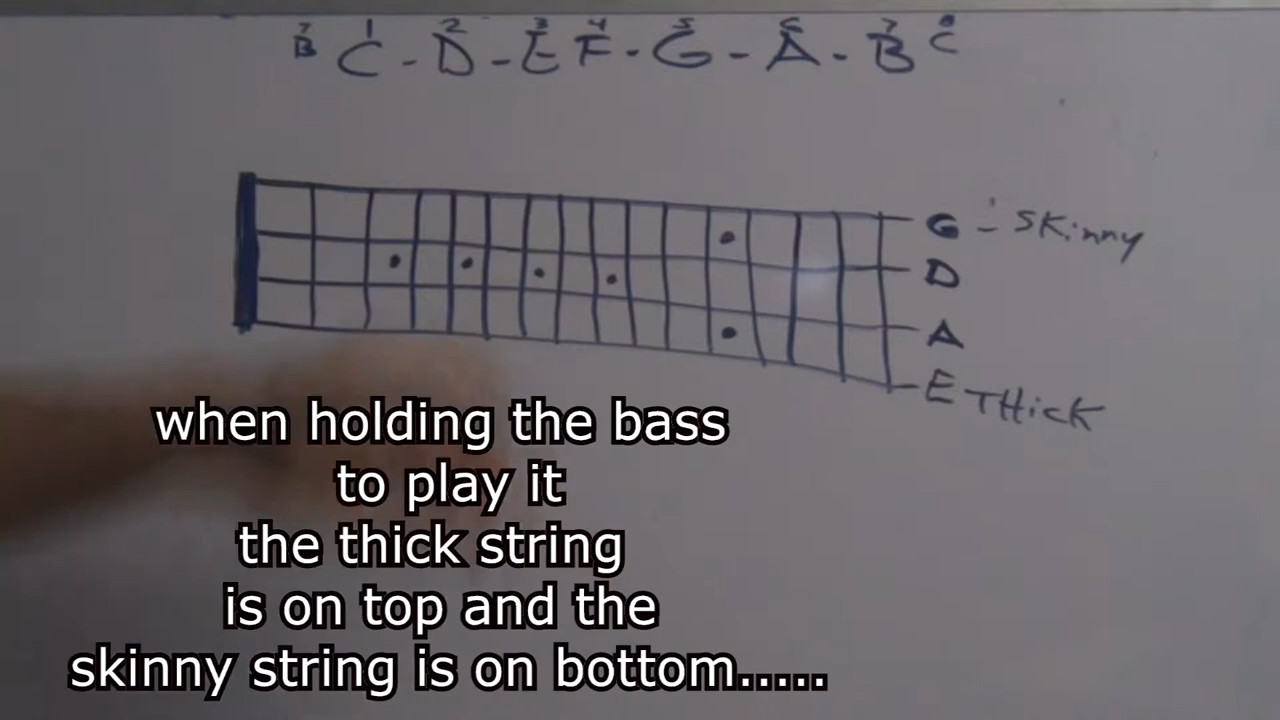 7 1 2 3 4 5 6 7 8
B C - D - E F - G - A - B C
G - Skinny
D
A
E THick
when holding the bass
to play it
the thick string
is on top and the
skinny string is on bottom.....